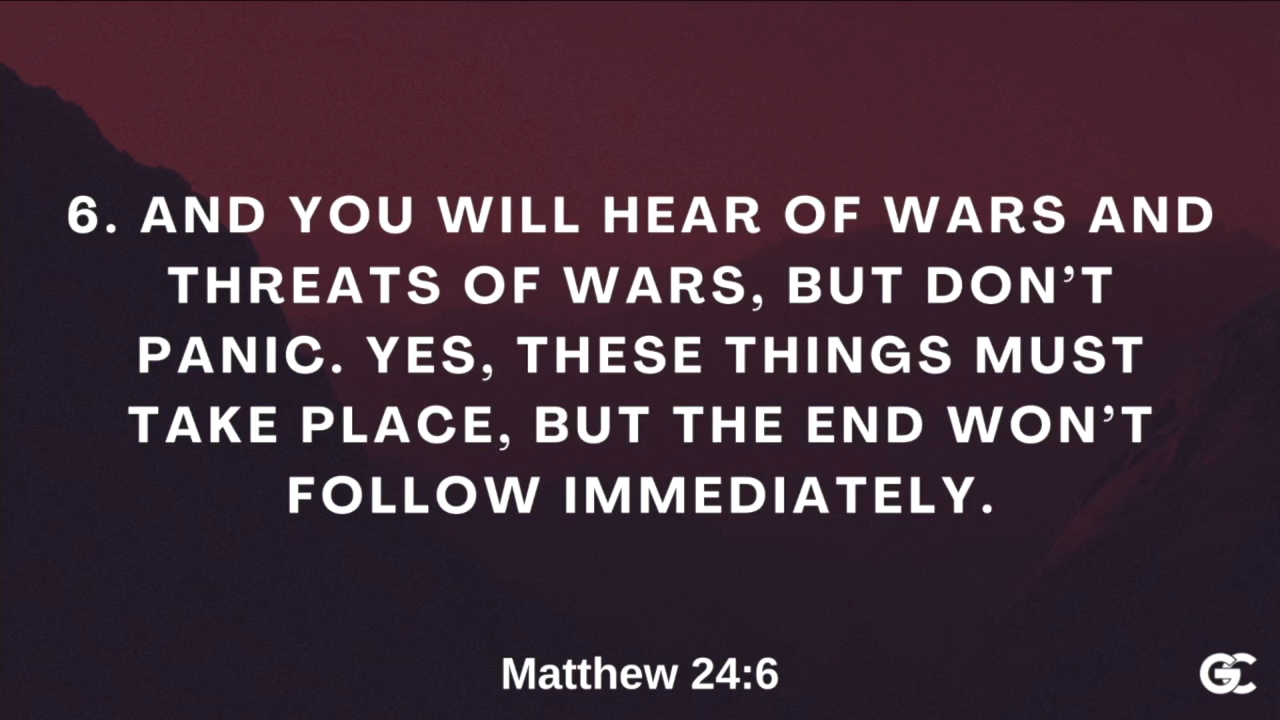 6. AND YOU WILL HEAR OF WARS AND
THREATS OF WARS, BUT DON’T
PANIC. YES, THESE THINGS MUST
TAKE PLACE, BUT THE END WON’T
FOLLOW IMMEDIATELY.
Matthew 24:6
GC